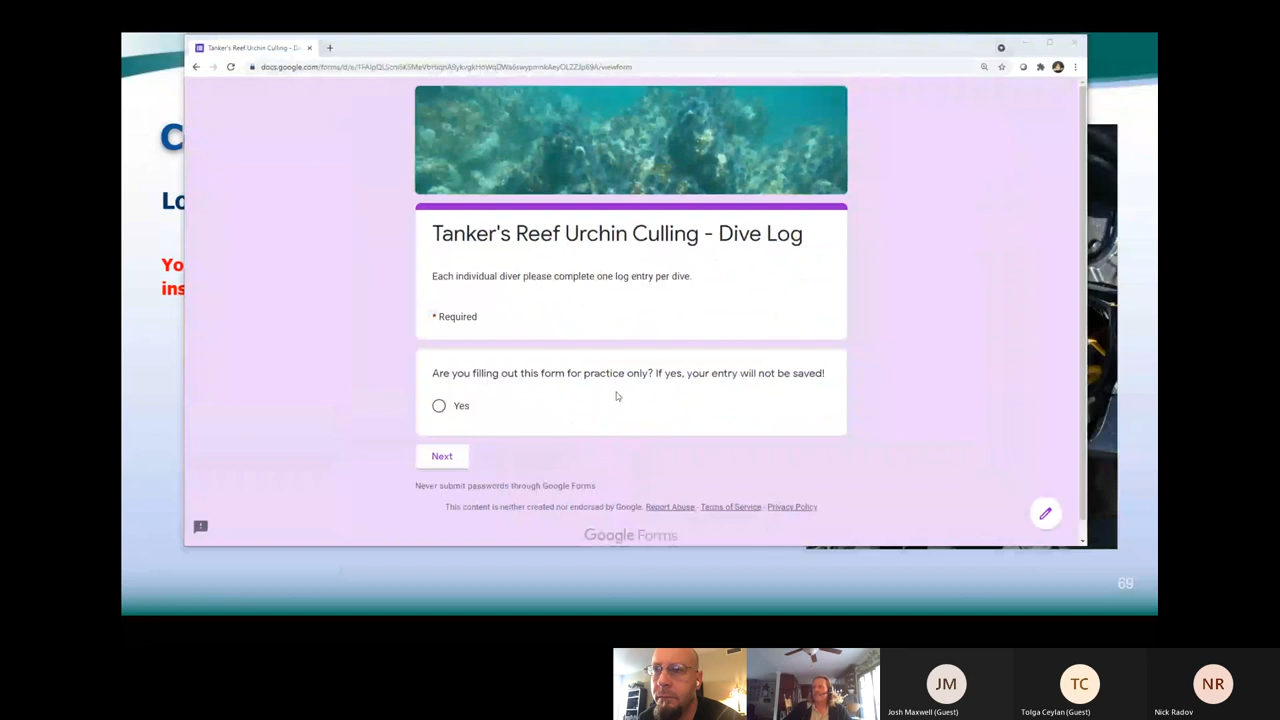 Tanker's Reef Urchin Culling - D
C
Lo
Yo
ins
Tanker's Reef Urchin Culling - Dive Log
Each individual diver please complete one log entry per dive.
* Required
Are you filling out this form for practice only? If yes, your entry will not be saved!
Yes
Next
Never submit passwords through Google Forms.
This content is neither created nor endorsed by Google. Report Abuse - Terms of Service - Privacy Policy
Google Forms
69
JM
TC
NR
Josh Maxwell (Guest)
Tolga Ceylan (Guest)
Nick Radov